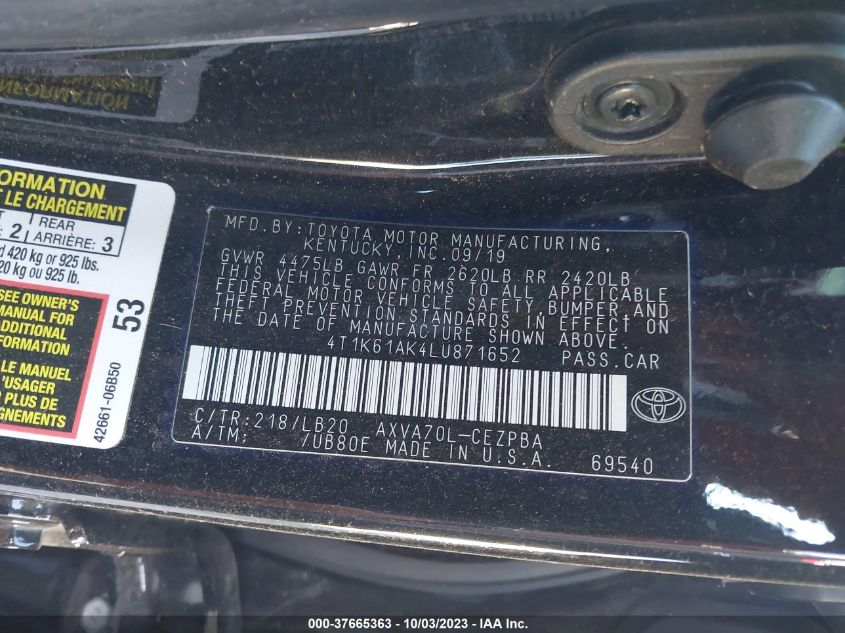 FORMATION
LE CHARGEMENT
2
REAR
ARRIÈRE: 3
420 kg or 925 lbs.
420 kg ou 925 lb.
SEE OWNER'S
MANUAL FOR
ADDITIONAL
FORMATION
LE MANUEL
L'USAGER
PLUS DE
53
42661-06B50
MFD.BY:TOYOTA MOTOR MANUFACTURING,
KENTUCKY, INC.09/19
GVWR 4475LB GAWR FR 2620LB RR 2420LB
THIS VEHICLE CONFORMS TO ALL APPLICABLE
FEDERAL MOTOR VEHICLE SAFETY,BUMPER,AND
THEFT PREVENTION STANDARDS IN EFFECT ON
THE DATE OF MANUFACTURE SHOWN ABOVE.
4T1K61AK4LU871652 PASS.CAR
C/TR:218/LB20 AXVA70L-CEZPBA
A/TM: /UB80E MADE IN U.S.A. 69540
000-37665363 - 10/03/2023 - IAA Inc.